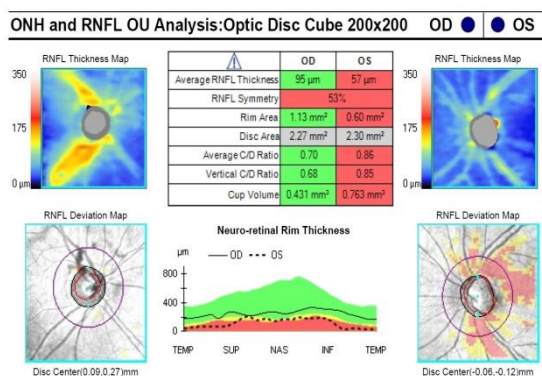 ONH and RNFL OU Analysis:Optic Disc Cube 200x200 OD OS
RNFL Thickness Map
350
175
0 µm
OD OS
Average RNFL Thickness 95 µm 57 µm
RNFL Symmetry 53%
Rim Area 1.13 mm² 0.60 mm²
Disc Area 2.27 mm² 2.30 mm²
Average C/D Ratio 0.70 0.86
Vertical C/D Ratio 0.68 0.85
Cup Volume 0.431 mm³ 0.763 mm³
RNFL Thickness Map
350
175
0 µm
RNFL Deviation Map
Disc Center(0.09,0.27)mm
Neuro-retinal Rim Thickness
µm OD OS
800
400
0
TEMP SUP NAS INF TEMP
RNFL Deviation Map
Disc Center(-0.06,-0.12)mm